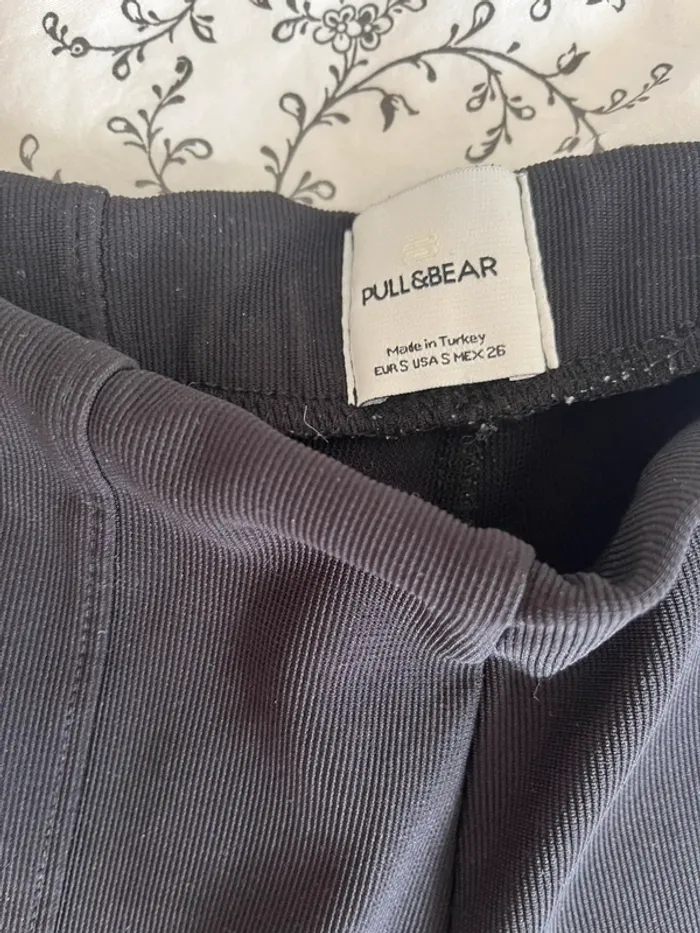 PULL&BEAR
Made in Turkey
EUR S USA S MEX 26